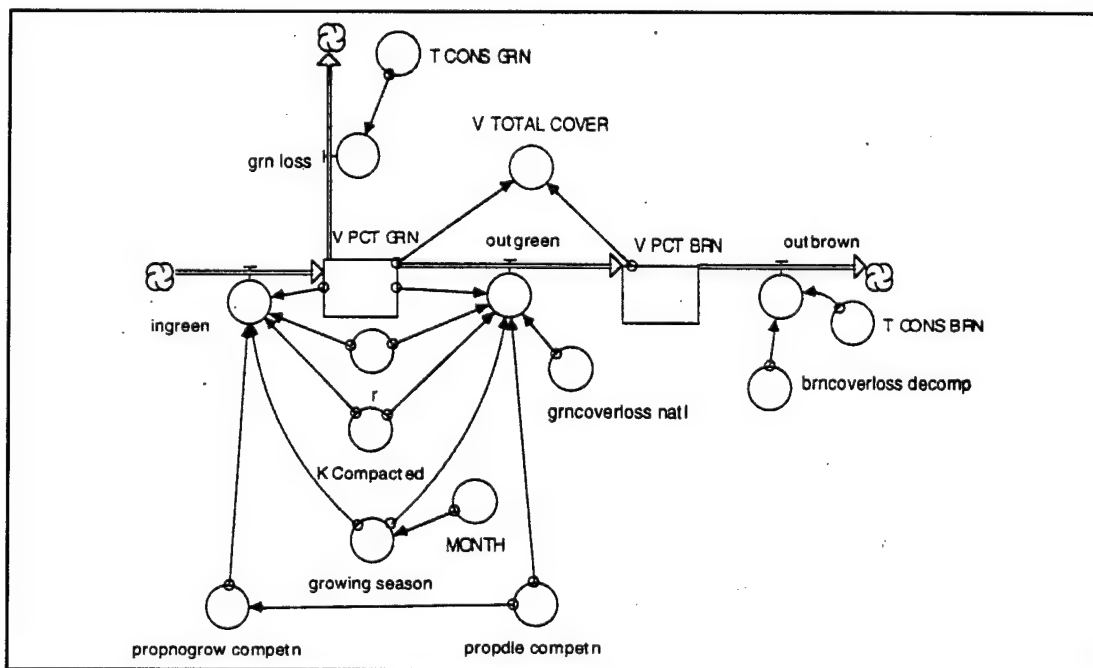 T CONS GRN
V TOTAL COVER
grn loss
V PCT GRN
outgreen
V PCT BRN
outbrown
ingreen
T CONS BRN
r
grncoverloss natl
brncoverloss decomp
K Compacted
MONTH
growing season
propnogrow competn
propdie competn